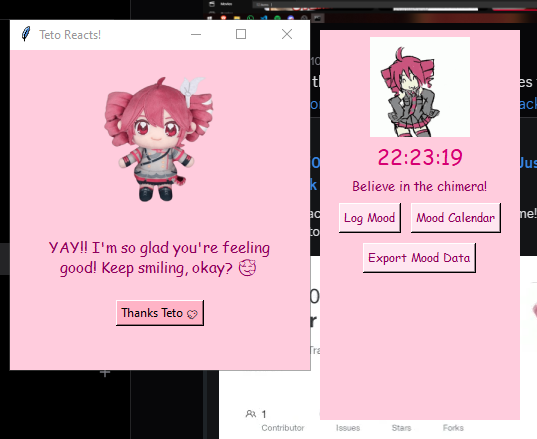 Teto Reacts!
YAY!! I'm so glad you're feeling
good! Keep smiling, okay? 🥰
Thanks Teto
22:23:19
Believe in the chimera!
Log Mood
Mood Calendar
Export Mood Data
1
Contributor
Issues
Stars
Forks